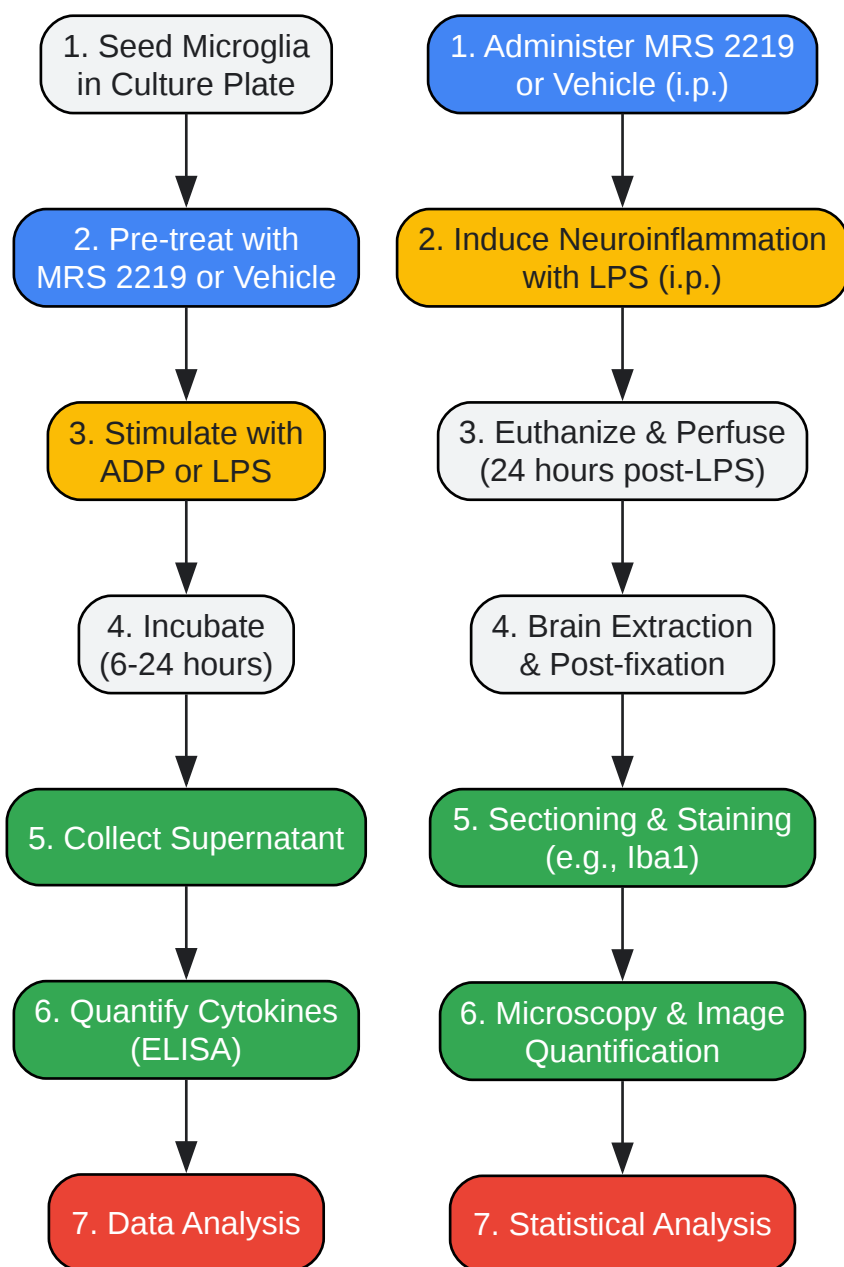 1. Seed Microglia
in Culture Plate
2. Pre-treat with
MRS 2219 or Vehicle
3. Stimulate with
ADP or LPS
4. Incubate
(6-24 hours)
5. Collect Supernatant
6. Quantify Cytokines
(ELISA)
7. Data Analysis
1. Administer MRS 2219
or Vehicle (i.p.)
2. Induce Neuroinflammation
with LPS (i.p.)
3. Euthanize & Perfuse
(24 hours post-LPS)
4. Brain Extraction
& Post-fixation
5. Sectioning & Staining
(e.g., Iba1)
6. Microscopy & Image
Quantification
7. Statistical Analysis